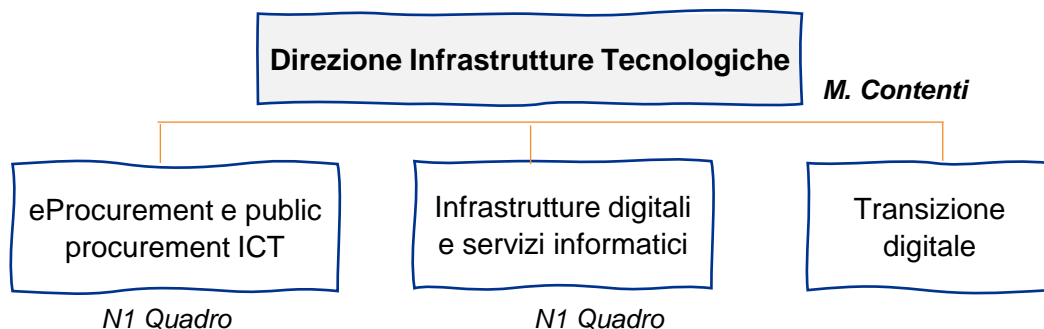 Direzione Infrastrutture Tecnologiche
M. Contenti
eProcurement e public
procurement ICT
N1 Quadro
Infrastrutture digitali
e servizi informatici
N1 Quadro
Transizione
digitale